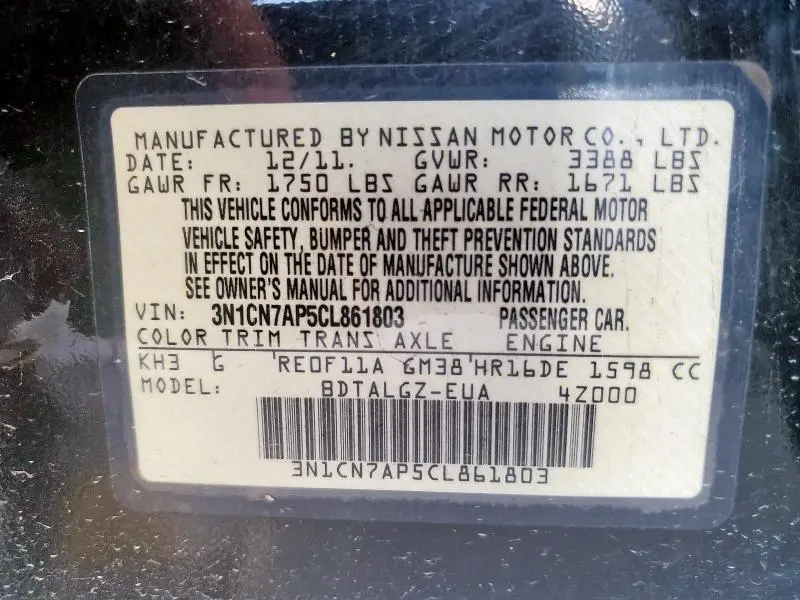 MANUFACTURED BY NISSAN MOTOR CO., LTD.
DATE: 12/11. GVWR: 3388 LBS
GAWR FR: 1750 LBS GAWR RR: 1671 LBS
THIS VEHICLE CONFORMS TO ALL APPLICABLE FEDERAL MOTOR
VEHICLE SAFETY, BUMPER AND THEFT PREVENTION STANDARDS
IN EFFECT ON THE DATE OF MANUFACTURE SHOWN ABOVE.
SEE OWNER'S MANUAL FOR ADDITIONAL INFORMATION.
VIN: 3N1CN7AP5CL861803 PASSENGER CAR.
COLOR TRIM TRANS AXLE ENGINE
KH3 G RE0F11A GM38 HR16DE 1598 CC
MODEL: BDTALGZ-EUA 4Z000
3N1CN7AP5CL861803